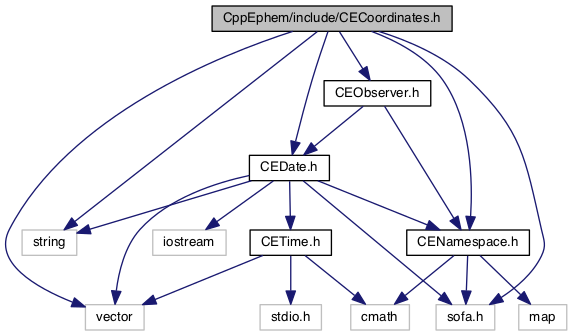 CppEphem/include/CECoordinates.h
CEObserver.h
CEDate.h
string
iostream
CETime.h
CENamespace.h
vector
stdio.h
cmath
sofa.h
map